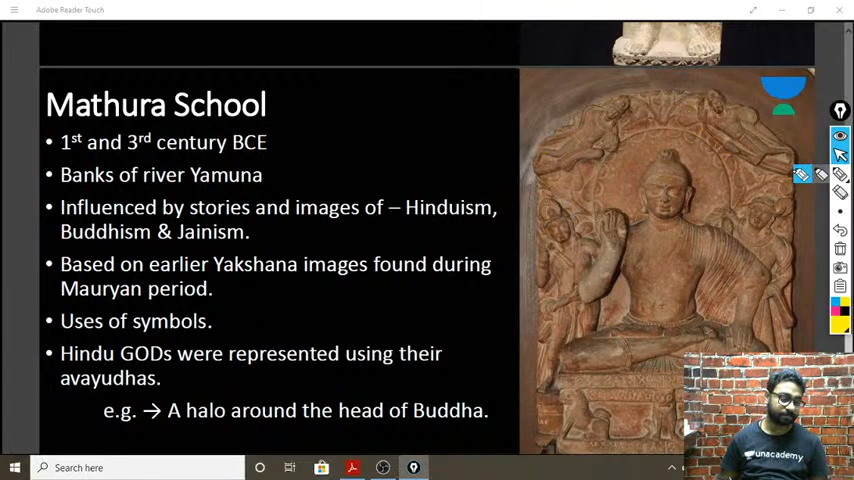 Adobe Reader Touch
Mathura School
• 1st and 3rd century BCE
• Banks of river Yamuna
• Influenced by stories and images of – Hinduism,
Buddhism & Jainism.
• Based on earlier Yakshana images found during
Mauryan period.
• Uses of symbols.
• Hindu GODs were represented using their
avayudhas.
e.g. → A halo around the head of Buddha.
unacademy
Search here